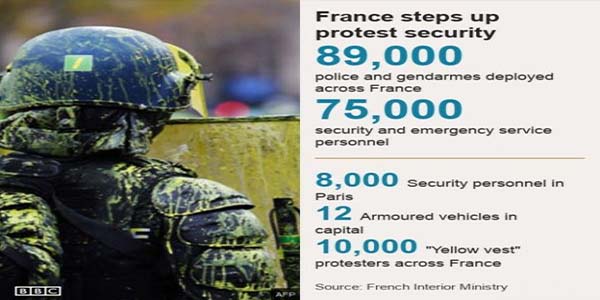 France steps up
protest security
89,000
police and gendarmes deployed
across France
75,000
security and emergency service
personnel
8,000 Security personnel in
Paris
12 Armoured vehicles in
capital
10,000 "Yellow vest"
protesters across France
Source: French Interior Ministry
BBC
AFP